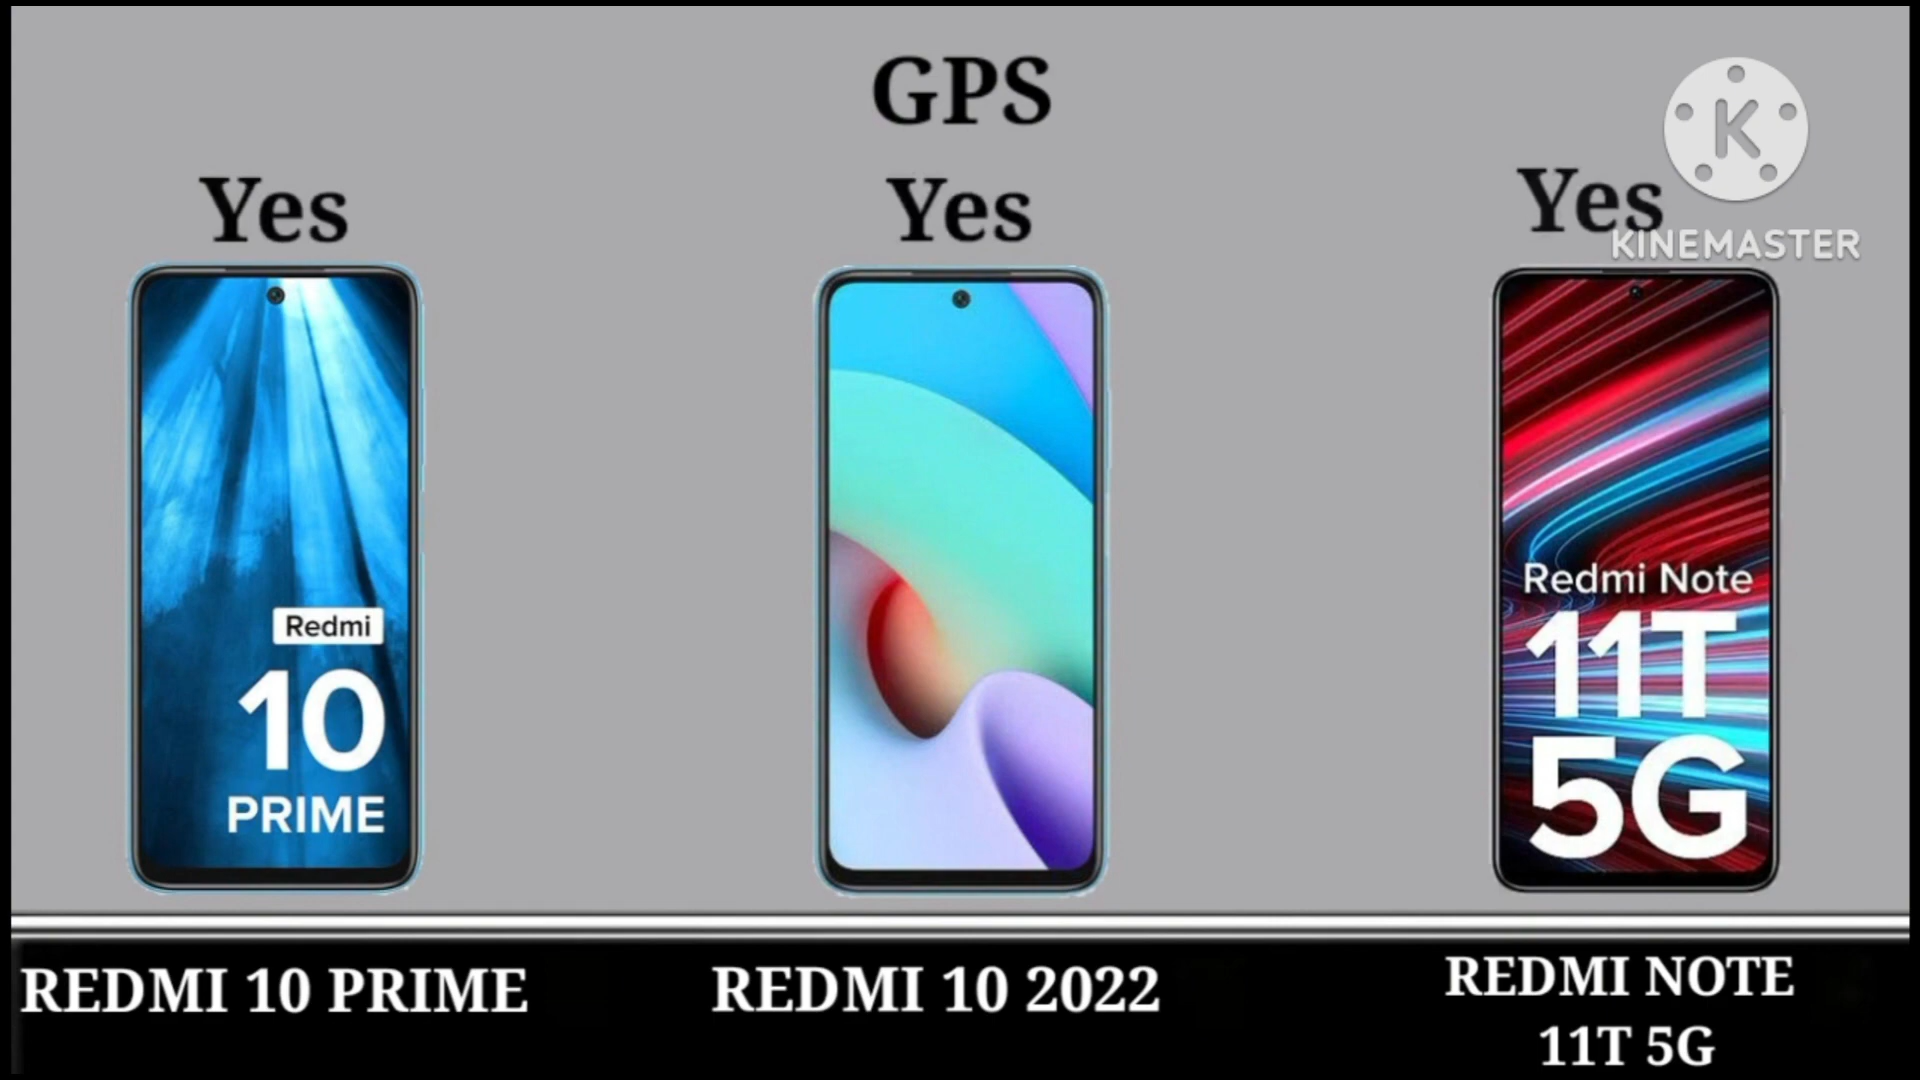 GPS
Yes
Yes
Yes
K
KINEMASTER
Redmi
10
PRIME
Redmi Note
11T
5G
REDMI 10 PRIME
REDMI 10 2022
REDMI NOTE
11T 5G